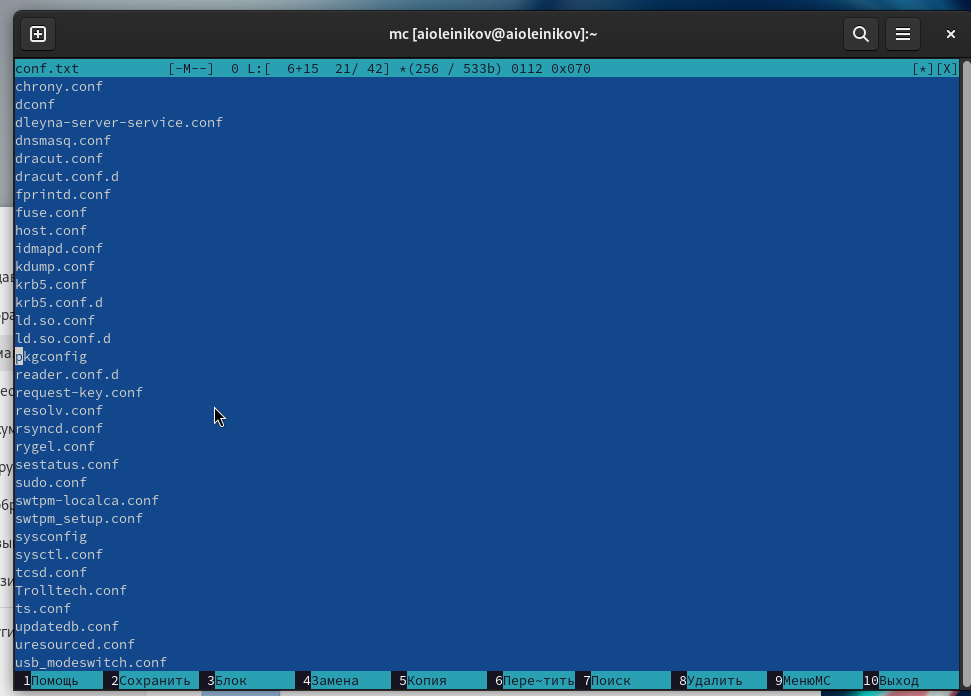 mc [aioleinikov@aioleinikov]:~
conf.txt [-M--] 0 L:[ 6+15 21/ 42] *(256 / 533b) 0112 0x070 [*][X]
chrony.conf
dconf
dleyna-server-service.conf
dnsmasq.conf
dracut.conf
dracut.conf.d
fprintd.conf
fuse.conf
host.conf
idmapd.conf
kdump.conf
krb5.conf
krb5.conf.d
ld.so.conf
ld.so.conf.d
pkgconfig
reader.conf.d
request-key.conf
resolv.conf
rsyncd.conf
rygel.conf
sestatus.conf
sudo.conf
swtpm-localca.conf
swtpm_setup.conf
sysconfig
sysctl.conf
tcsd.conf
Trolltech.conf
ts.conf
updatedb.conf
uresourced.conf
usb_modeswitch.conf
1Помощь 2Сохранить 3Блок 4Замена 5Копия 6Пере~тить 7Поиск 8Удалить 9МенюMC 10Выход